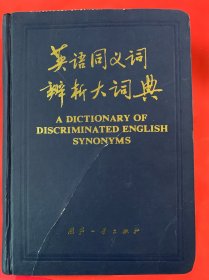 英语同义词
辨析大词典
A DICTIONARY OF
DISCRIMINATED ENGLISH
SYNONYMS